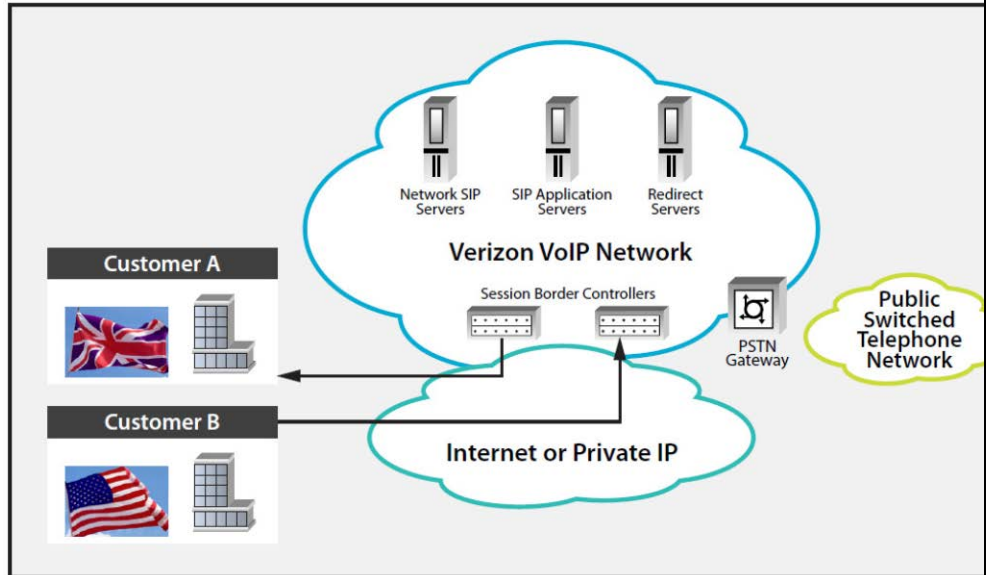 Network SIP
Servers
SIP Application
Servers
Redirect
Servers
Verizon VoIP Network
Customer A
Session Border Controllers
PSTN
Gateway
Public
Switched
Telephone
Network
Customer B
Internet or Private IP